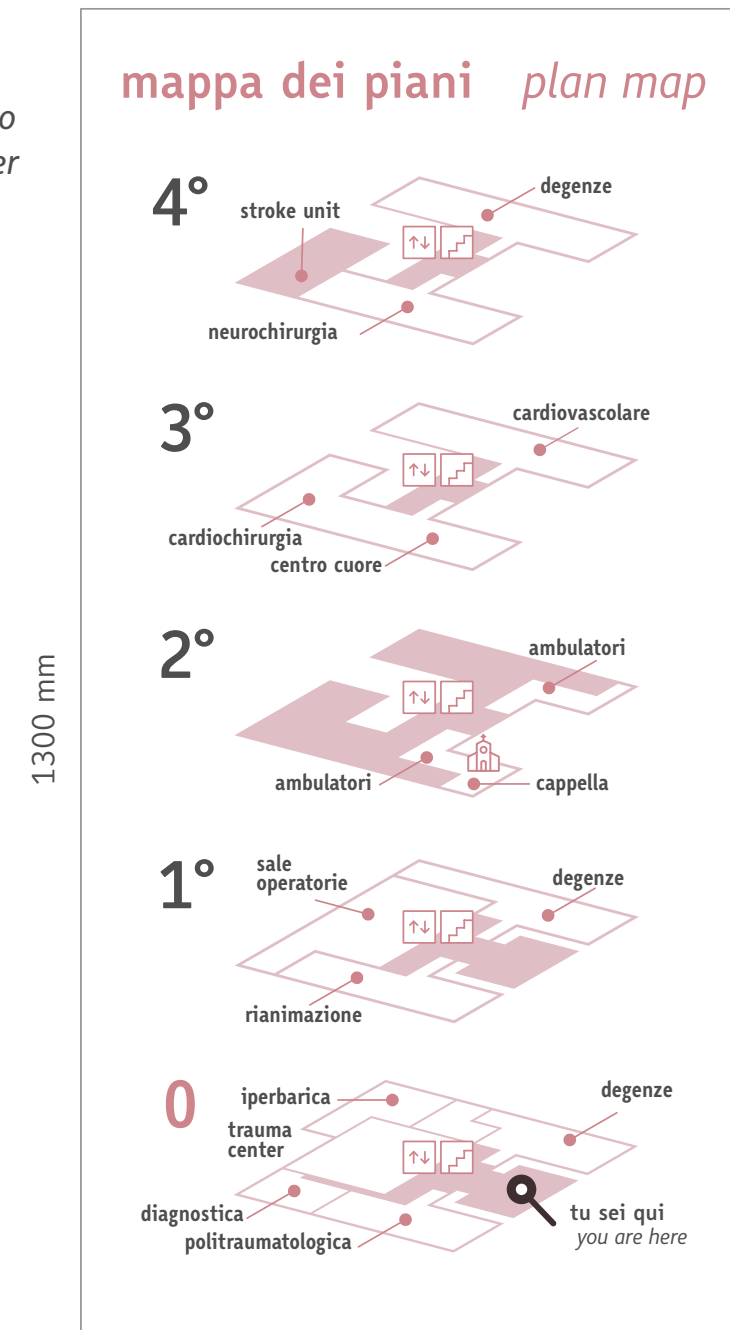 o
er
mappa dei piani plan map
4°
degenze
stroke unit
neurochirurgia
3°
cardiovascolare
cardiochirurgia
centro cuore
2°
ambulatori
ambulatori
cappella
1300 mm
1°
sale
operatorie
degenze
rianimazione
0
iperbarica
degenze
trauma
center
diagnostica
politraumatologica
tu sei qui
you are here